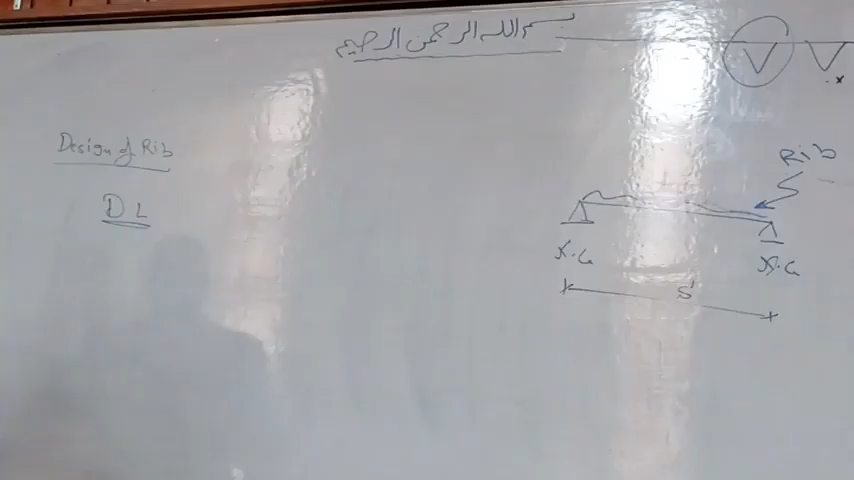 بسم الله الرحمن الرحيم
Design of Rib
DL
Rib
X.G
X.G
S'